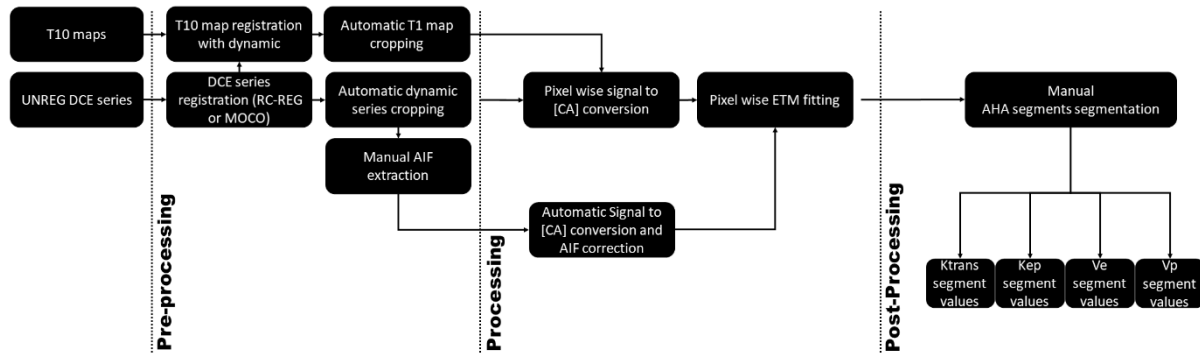 T10 maps
UNREG DCE series
T10 map registration
with dynamic
DCE series
registration (RC-REG
or MOCO)
Automatic T1 map
cropping
Automatic dynamic
series cropping
Manual AIF
extraction
Pixel wise signal to
[CA] conversion
Automatic Signal to
[CA] conversion and
AIF correction
Pixel wise ETM fitting
Manual
AHA segments segmentation
Ktrans
segment
values
Kep
segment
values
Ve
segment
values
Vp
segment
values
Pre-processing
Processing
Post-Processing